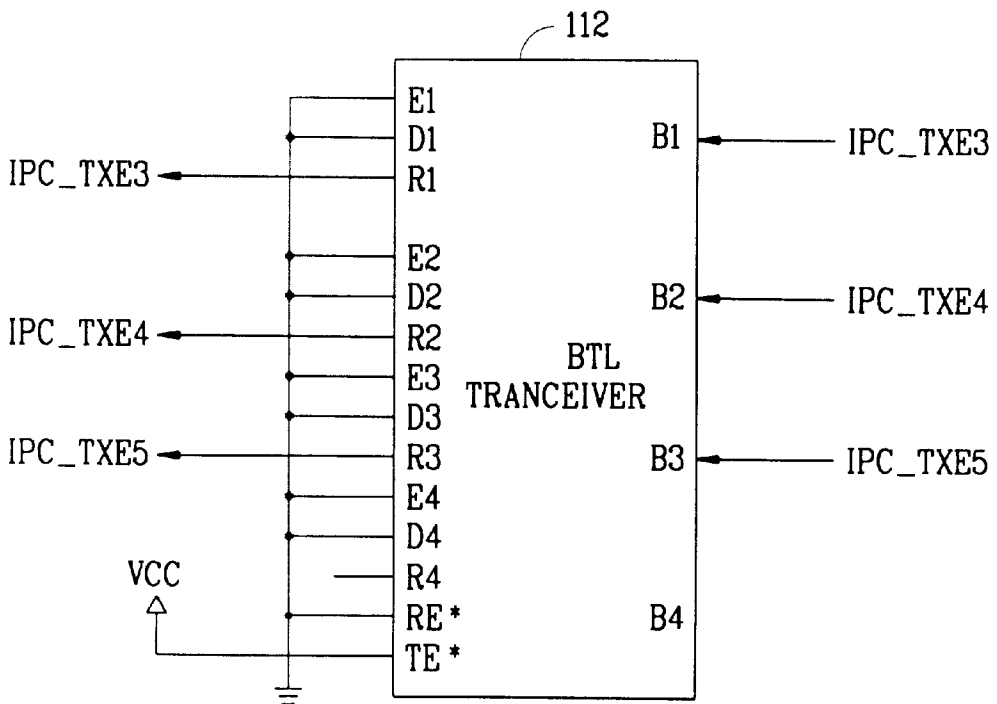 112
E1
D1
B1
IPC_TXE3
IPC_TXE3
R1
E2
D2
B2
IPC_TXE4
IPC_TXE4
R2
BTL
TRANCEIVER
E3
D3
IPC_TXE5
R3
B3
IPC_TXE5
E4
D4
VCC
R4
RE*
B4
TE*